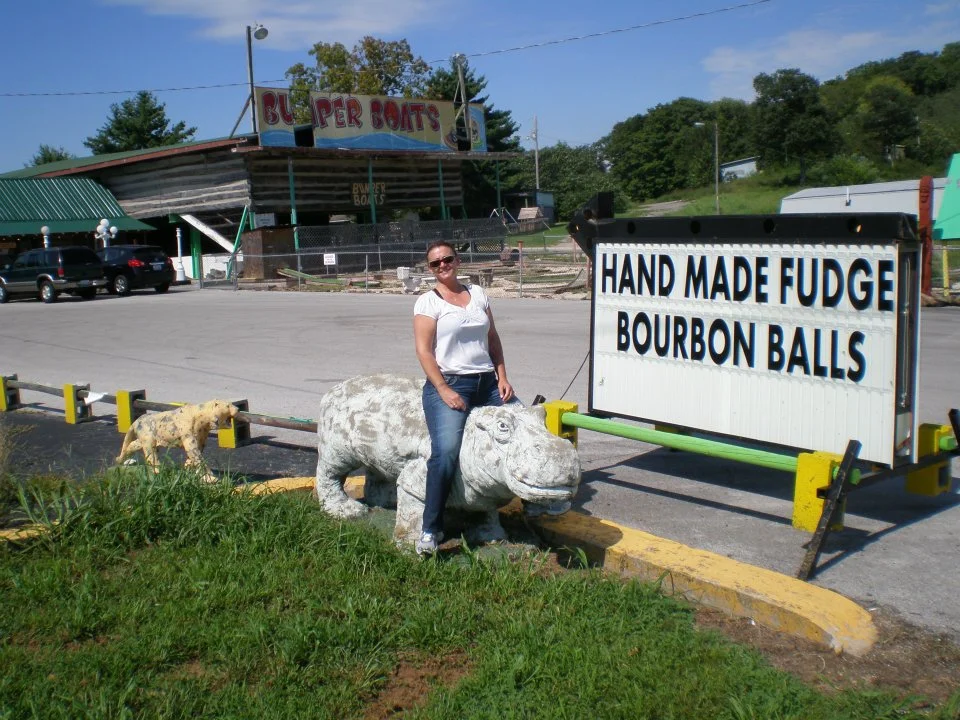 BUMPER BOATS
BUMPER
BOATS
HAND MADE FUDGE
BOURBON BALLS